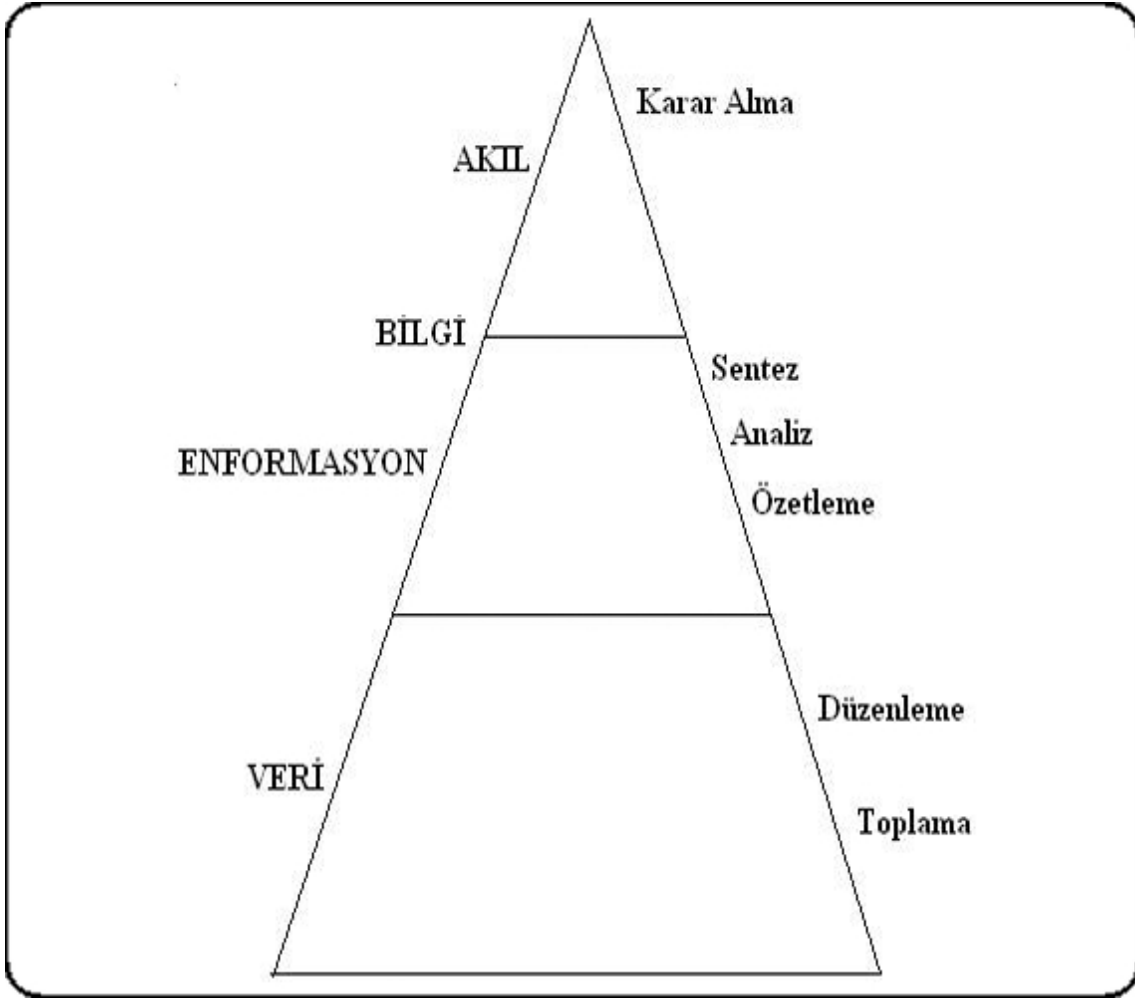 Karar Alma
AKIL
BİLGİ
Sentez
Analiz
ENFORMASYON
Özetleme
Düzenleme
VERİ
Toplama